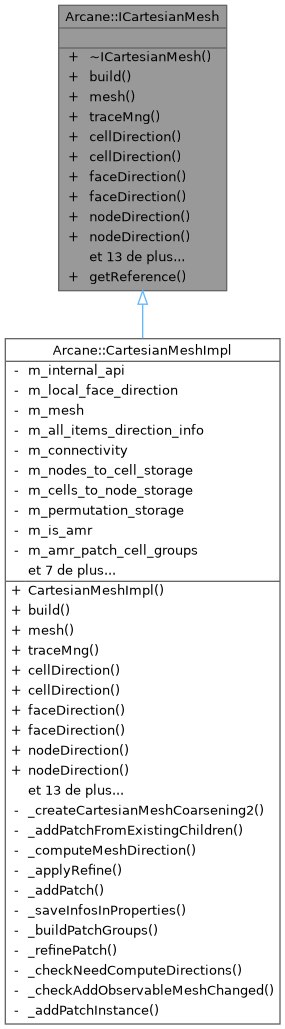 Arcane::ICartesianMesh
+ ~ICartesianMesh()
+ build()
+ mesh()
+ traceMng()
+ cellDirection()
+ cellDirection()
+ faceDirection()
+ faceDirection()
+ nodeDirection()
+ nodeDirection()
et 13 de plus...
+ getReference()
Arcane::CartesianMeshImpl
- m_internal_api
- m_local_face_direction
- m_mesh
- m_all_items_direction_info
- m_connectivity
- m_nodes_to_cell_storage
- m_cells_to_node_storage
- m_permutation_storage
- m_is_amr
- m_amr_patch_cell_groups
et 7 de plus...
+ CartesianMeshImpl()
+ build()
+ mesh()
+ traceMng()
+ cellDirection()
+ cellDirection()
+ faceDirection()
+ faceDirection()
+ nodeDirection()
+ nodeDirection()
et 13 de plus...
- _createCartesianMeshCoarsening2()
- _addPatchFromExistingChildren()
- _computeMeshDirection()
- _applyRefine()
- _addPatch()
- _saveInfosInProperties()
- _buildPatchGroups()
- _refinePatch()
- _checkNeedComputeDirections()
- _checkAddObservableMeshChanged()
- _addPatchInstance()